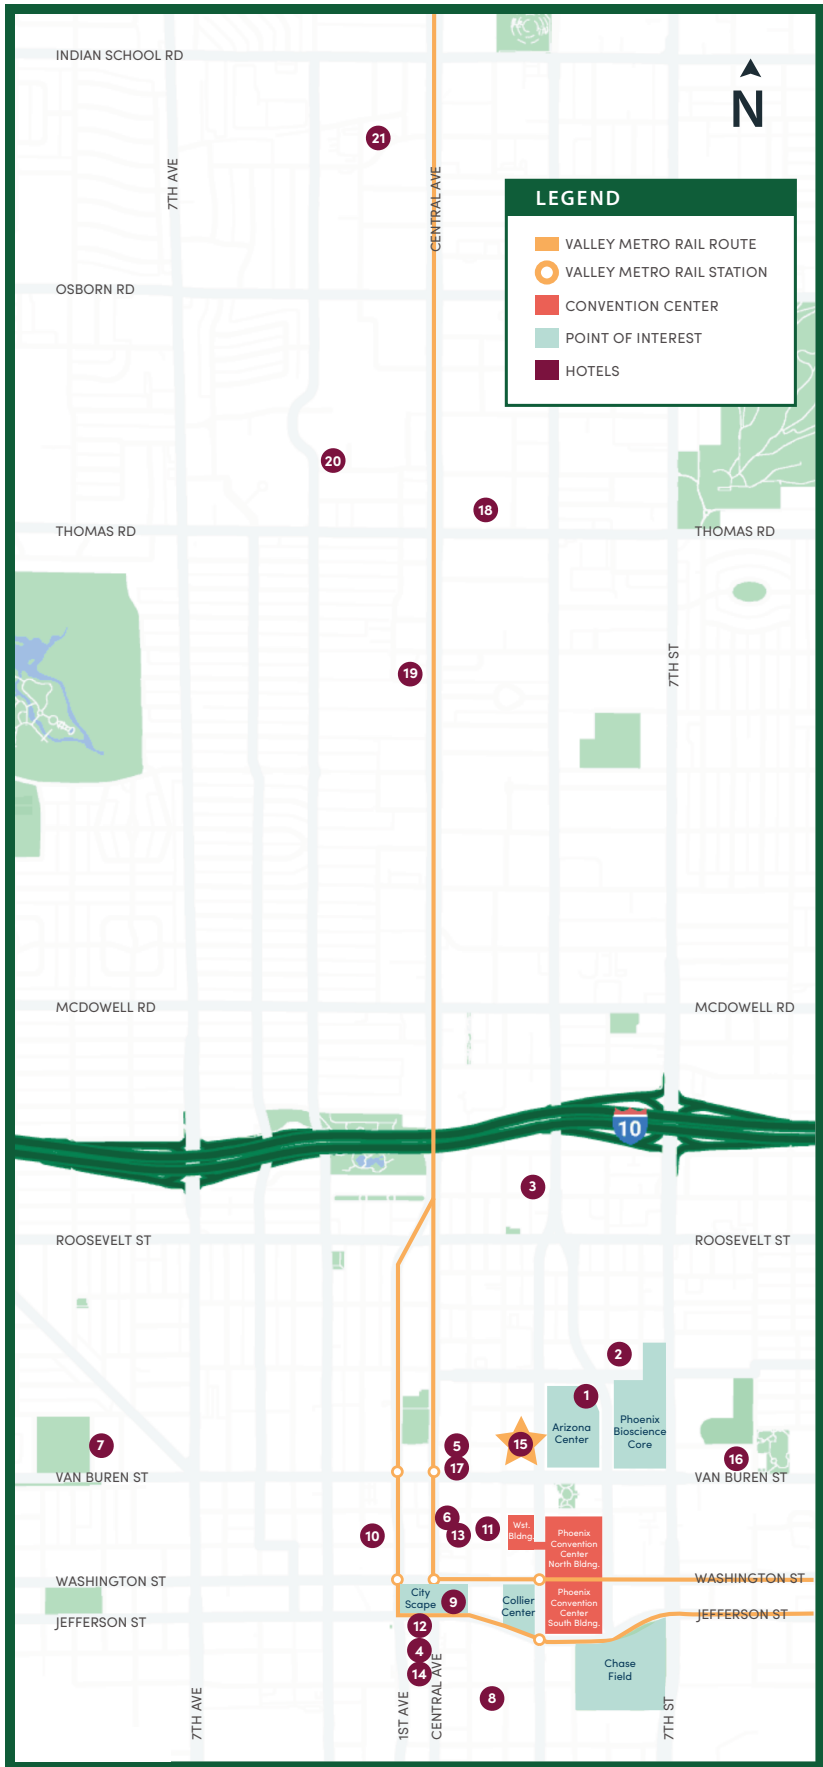 INDIAN SCHOOL RD
N
21
7TH AVE
CENTRAL AVE
LEGEND
VALLEY METRO RAIL ROUTE
VALLEY METRO RAIL STATION
CONVENTION CENTER
POINT OF INTEREST
HOTELS
OSBORN RD
20
18
THOMAS RD
THOMAS RD
19
7TH ST
MCDOWELL RD
MCDOWELL RD
10
3
ROOSEVELT ST
ROOSEVELT ST
2
1
Arizona
Center
Phoenix
Bioscience
Core
7
5
15
17
16
VAN BUREN ST
VAN BUREN ST
6
10
13
11
Wst.
Bldng.
Phoenix
Convention
Center
North Bldng.
WASHINGTON ST
WASHINGTON ST
City
Scape
9
Collier
Center
Phoenix
Convention
Center
South Bldng.
JEFFERSON ST
JEFFERSON ST
12
4
14
Chase
Field
8
7TH AVE
1ST AVE
CENTRAL AVE
7TH ST